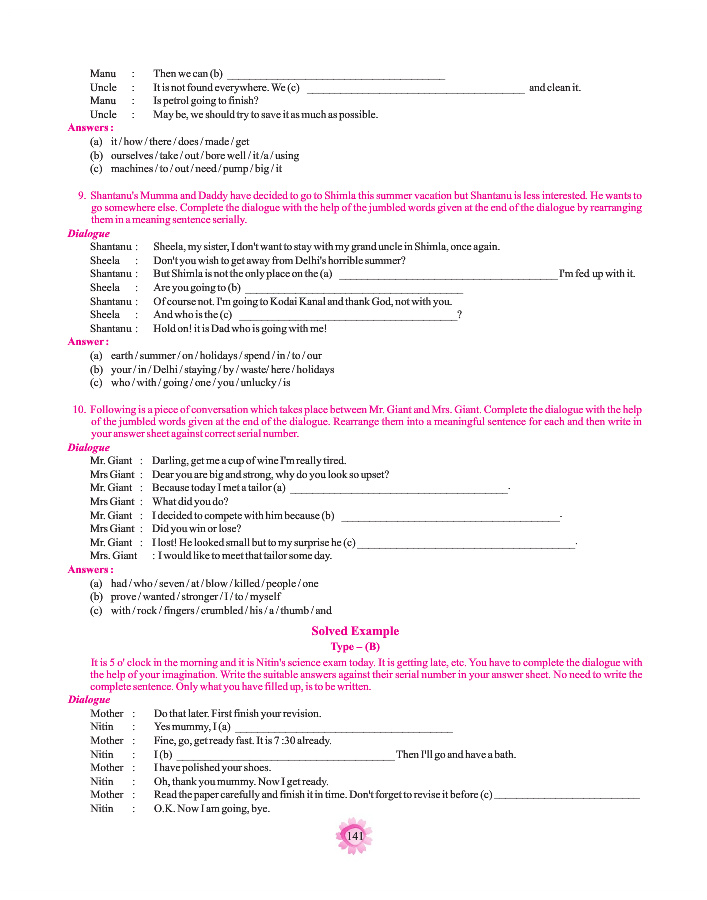 Manu : Then we can (b) ______________________________________
Uncle : It is not found everywhere. We (c) ______________________________________ and clean it.
Manu : Is petrol going to finish?
Uncle : May be, we should try to save it as much as possible.
Answers :
(a) it / how / there / does / made / get
(b) ourselves / take / out / bore well / it /a / using
(c) machines / to / out / need / pump / big / it
9. Shantanu's Mumma and Daddy have decided to go to Shimla this summer vacation but Shantanu is less interested. He wants to
go somewhere else. Complete the dialogue with the help of the jumbled words given at the end of the dialogue by rearranging
them in a meaning sentence serially.
Dialogue
Shantanu : Sheela, my sister, I don't want to stay with my grand uncle in Shimla, once again.
Sheela : Don't you wish to get away from Delhi's horrible summer?
Shantanu : But Shimla is not the only place on the (a) ______________________________________ I'm fed up with it.
Sheela : Are you going to (b) ______________________________________
Shantanu : Of course not. I'm going to Kodai Kanal and thank God, not with you.
Sheela : And who is the (c) ______________________________________?
Shantanu : Hold on! it is Dad who is going with me!
Answer :
(a) earth / summer / on / holidays / spend / in / to / our
(b) your / in / Delhi / staying / by / waste/ here / holidays
(c) who / with / going / one / you / unlucky / is
10. Following is a piece of conversation which takes place between Mr. Giant and Mrs. Giant. Complete the dialogue with the help
of the jumbled words given at the end of the dialogue. Rearrange them into a meaningful sentence for each and then write in
your answer sheet against correct serial number.
Dialogue
Mr. Giant : Darling, get me a cup of wine I'm really tired.
Mrs Giant : Dear you are big and strong, why do you look so upset?
Mr. Giant : Because today I met a tailor (a) ______________________________________.
Mrs Giant : What did you do?
Mr. Giant : I decided to compete with him because (b) ______________________________________.
Mrs Giant : Did you win or lose?
Mr. Giant : I lost! He looked small but to my surprise he (c) ______________________________________.
Mrs. Giant : I would like to meet that tailor some day.
Answers :
(a) had / who / seven / at / blow / killed / people / one
(b) prove / wanted / stronger / I / to / myself
(c) with / rock / fingers / crumbled / his / a / thumb / and
Solved Example
Type – (B)
It is 5 o' clock in the morning and it is Nitin's science exam today. It is getting late, etc. You have to complete the dialogue with
the help of your imagination. Write the suitable answers against their serial number in your answer sheet. No need to write the
complete sentence. Only what you have filled up, is to be written.
Dialogue
Mother : Do that later. First finish your revision.
Nitin : Yes mummy, I (a) ______________________________________
Mother : Fine, go, get ready fast. It is 7 :30 already.
Nitin : I (b) ______________________________________ Then I'll go and have a bath.
Mother : I have polished your shoes.
Nitin : Oh, thank you mummy. Now I get ready.
Mother : Read the paper carefully and finish it in time. Don't forget to revise it before (c) _________________________
Nitin : O.K. Now I am going, bye.
141